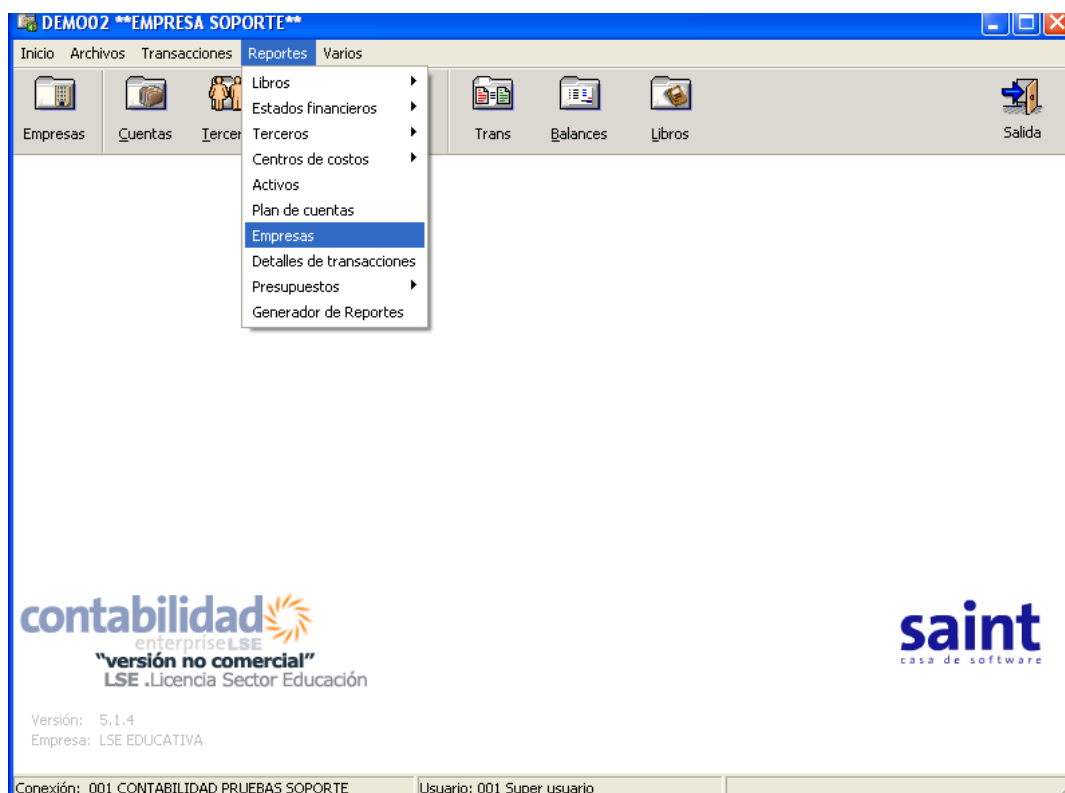 DEMO02 **EMPRESA SOPORTE**
Inicio Archivos Transacciones Reportes Varios
Empresas Cuentas Tercer Trans Balances Libros Salida
Libros
Estados financieros
Terceros
Centros de costos
Activos
Plan de cuentas
Empresas
Detalles de transacciones
Presupuestos
Generador de Reportes
contabilidad
enterprise LSE
"versión no comercial"
LSE .Licencia Sector Educación
saint
casa de software
Versión: 5.1.4
Empresa: LSE EDUCATIVA
Conexión: 001 CONTABILIDAD PRUEBAS SOPORTE Usuario: 001 Super usuario